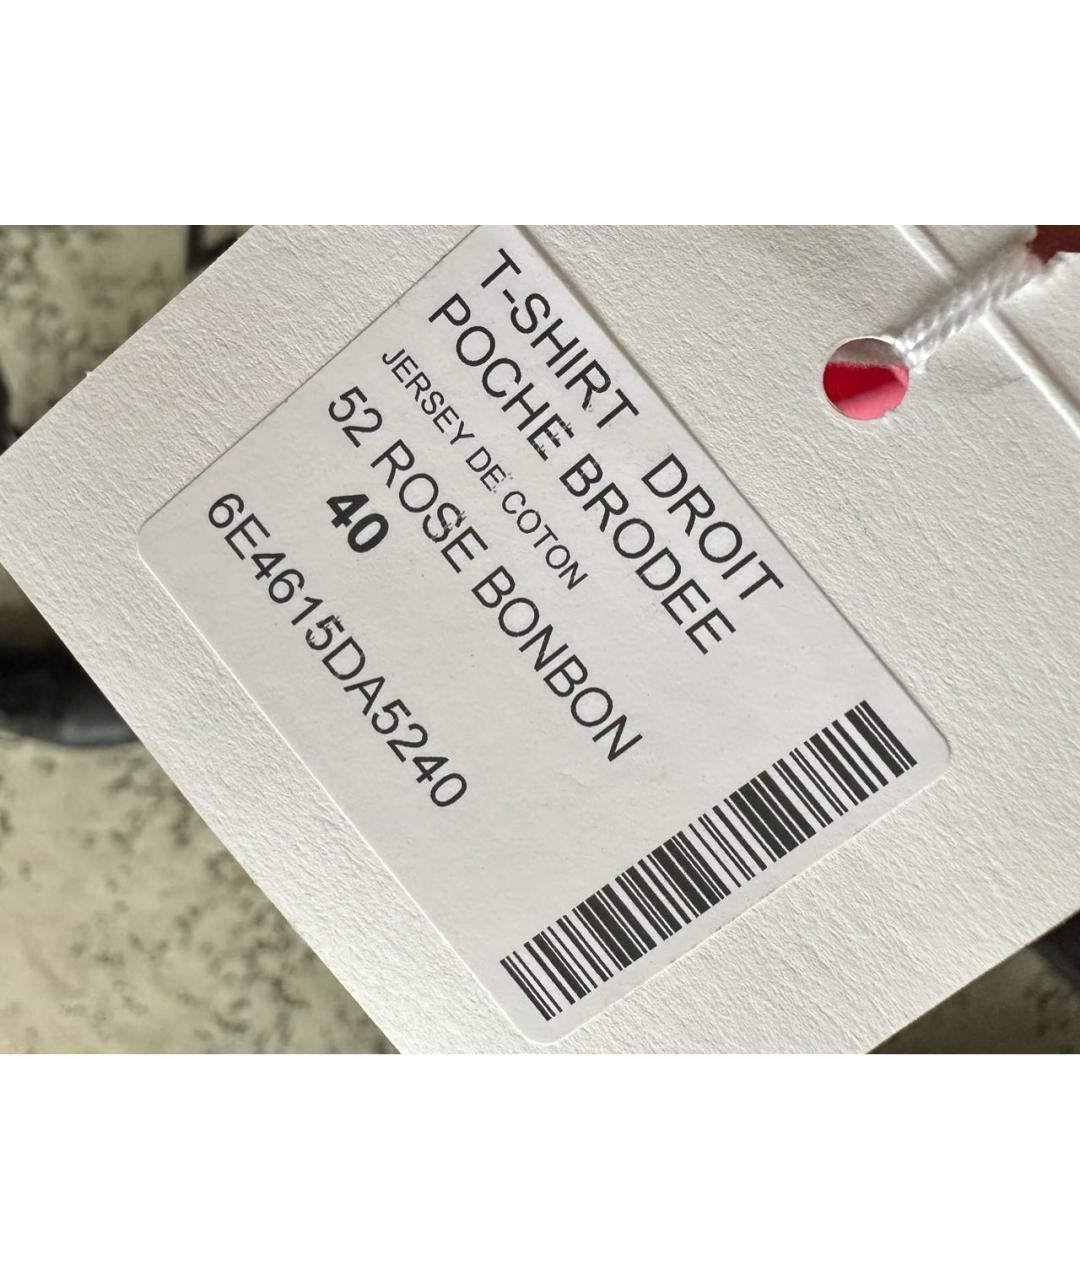 T-SHIRT DROIT
POCHE BRODEE
JERSEY DE COTON
52 ROSE BONBON
40
6E4615DA5240